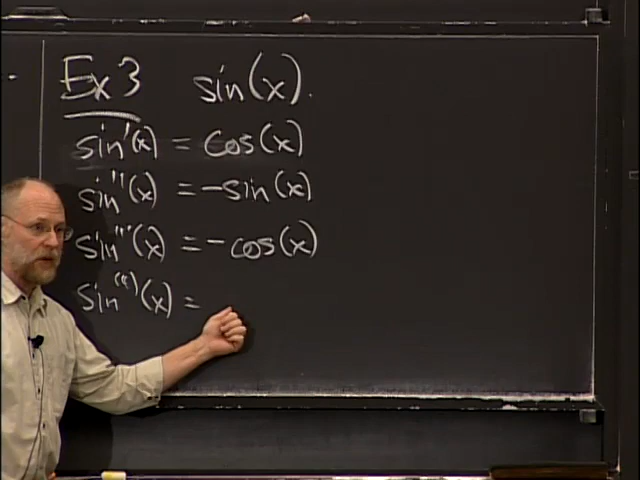 Ex 3 sin(x).
sin'(x) = cos(x)
sin''(x) = -sin(x)
sin'''(x) = -cos(x)
sin⁽⁴⁾(x) =